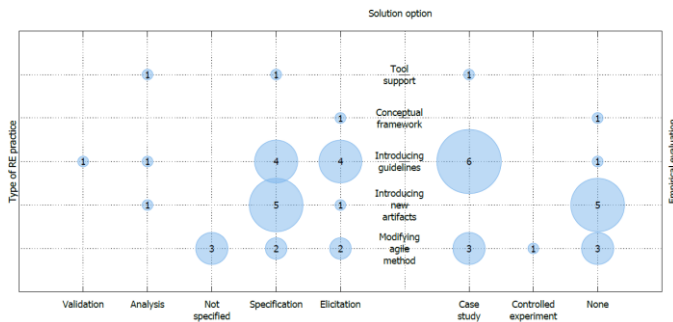 Solution option
Type of RE practice
Empirical evaluation
1 1 Tool
support 1
1 Conceptual
framework 1
1 1 4 4 Introducing
guidelines 6 1
1 5 1 Introducing new
artifacts 5
3 2 2 Modifying
agile
method 3 1 3
Validation Analysis Not
specified Specification Elicitation Case
study Controlled
experiment None